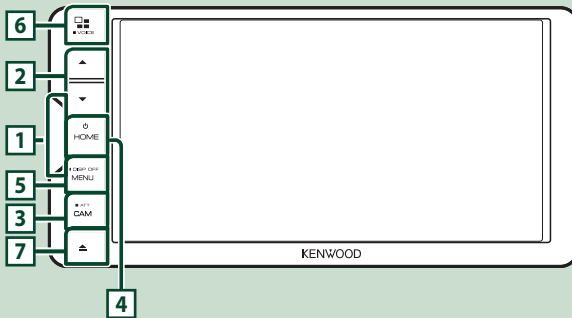 6
■ VOICE
2
HOME
1
■ DISP OFF
MENU
5
■ ATT
CAM
3
7
KENWOOD
4